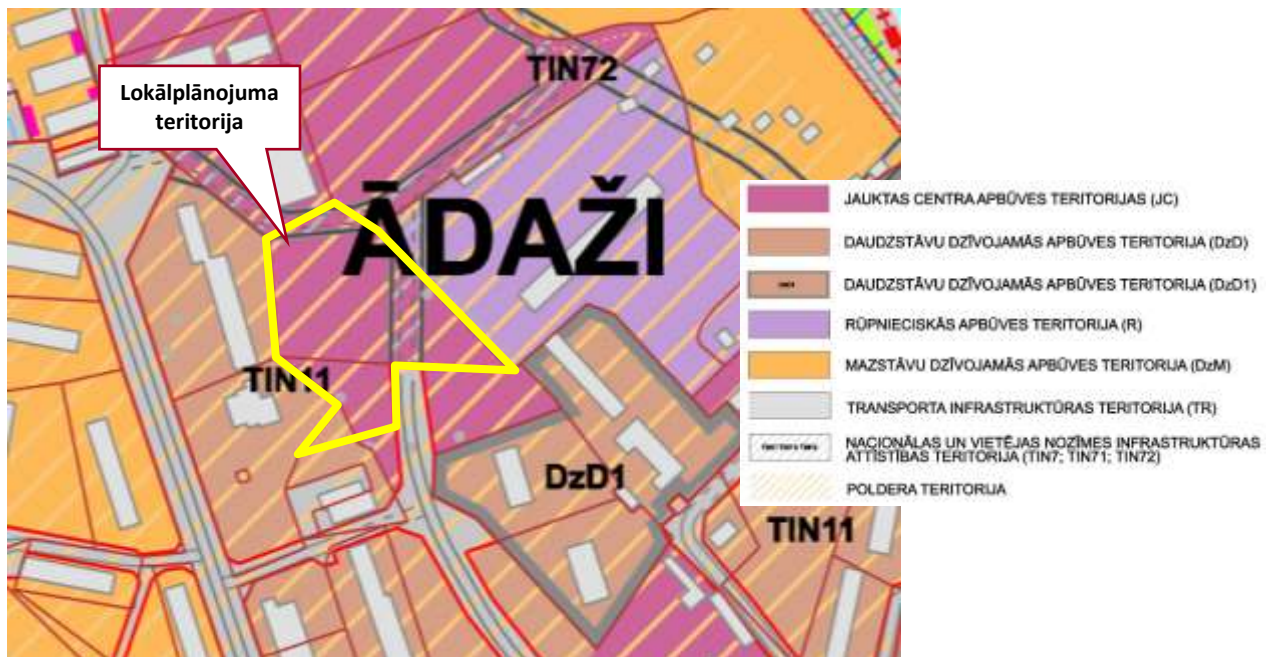 TIN72
Lokālplānojuma
teritorija
ĀDAŽI
TIN11
DzD1
TIN11
JAUKTAS CENTRA APBŪVES TERITORIJAS (JC)
DAUDZSTĀVU DZĪVOJAMĀS APBŪVES TERITORIJA (DzD)
DAUDZSTĀVU DZĪVOJAMĀS APBŪVES TERITORIJA (DzD1)
RŪPNIECISKĀS APBŪVES TERITORIJA (R)
MAZSTĀVU DZĪVOJAMĀS APBŪVES TERITORIJA (DzM)
TRANSPORTA INFRASTRUKTŪRAS TERITORIJA (TR)
NACIONĀLAS UN VIETĒJAS NOZĪMES INFRASTRUKTŪRAS
ATTĪSTĪBAS TERITORIJA (TIN7; TIN71; TIN72)
POLDERA TERITORIJA